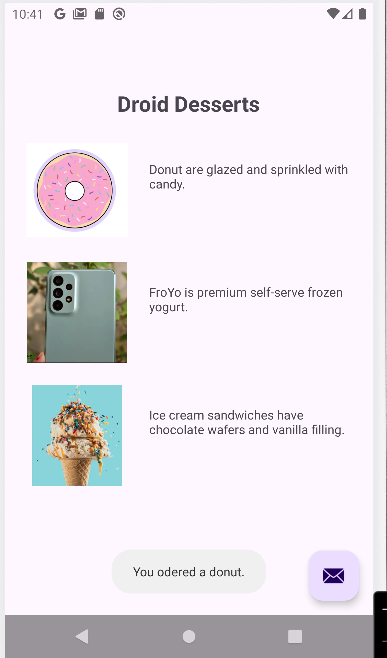 10:41
Droid Desserts
Donut are glazed and sprinkled with
candy.
FroYo is premium self-serve frozen
yogurt.
Ice cream sandwiches have
chocolate wafers and vanilla filling.
You odered a donut.